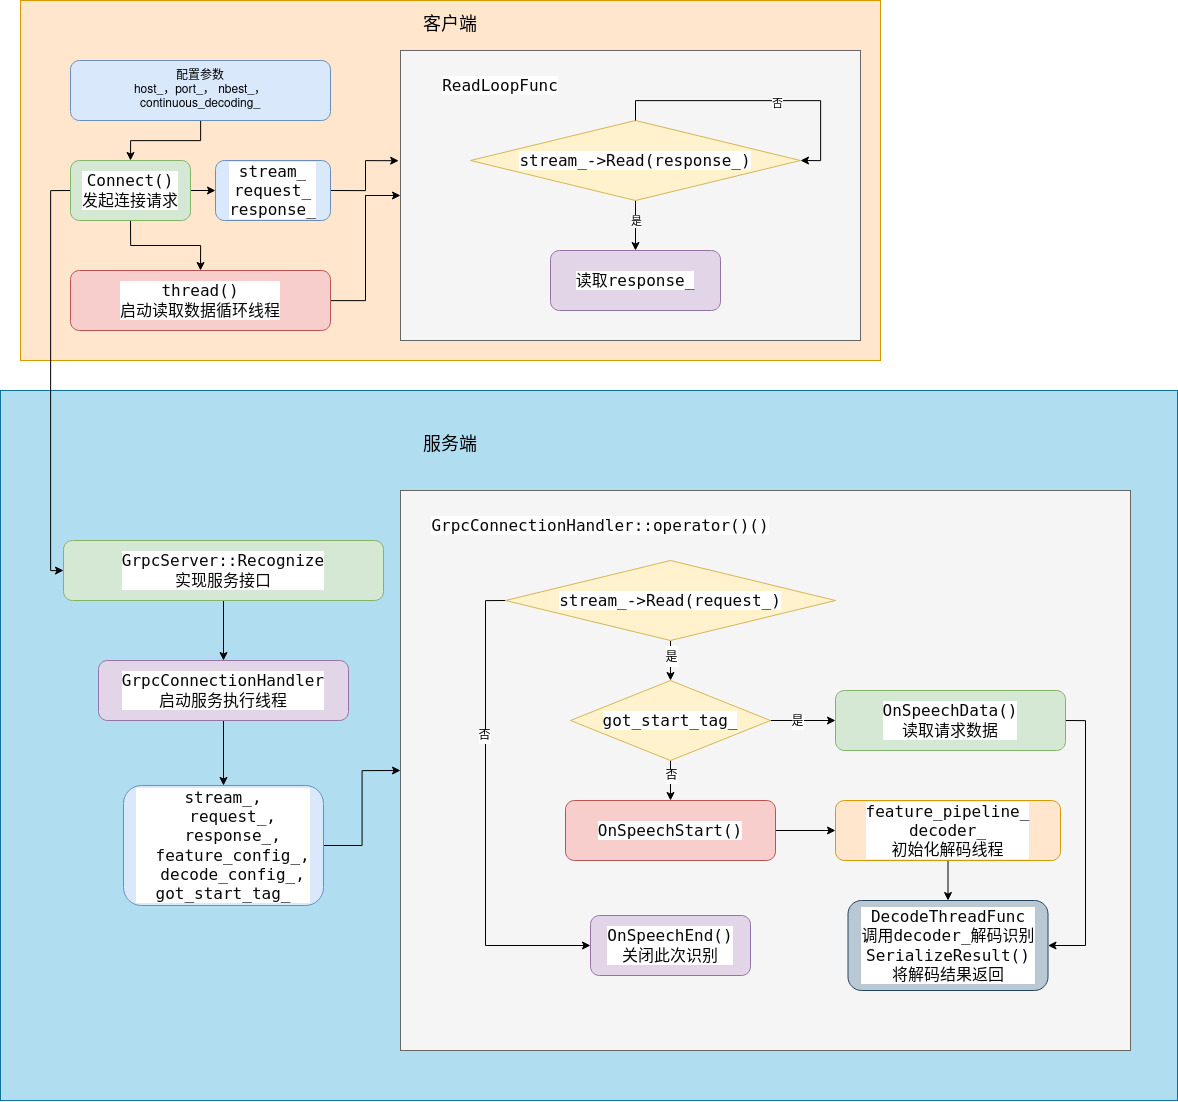 客户端
配置参数
host_，port_， nbest_，
continuous_decoding_
Connect()
发起连接请求
stream_
request_
response_
thread()
启动读取数据循环线程
ReadLoopFunc
否
stream_->Read(response_)
是
读取response_
服务端
GrpcServer::Recognize
实现服务接口
GrpcConnectionHandler
启动服务执行线程
stream_,
request_,
response_,
feature_config_,
decode_config_,
got_start_tag_
GrpcConnectionHandler::operator()()
stream_->Read(request_)
是
否
got_start_tag_
是
否
OnSpeechData()
读取请求数据
OnSpeechStart()
feature_pipeline_
decoder_
初始化解码线程
OnSpeechEnd()
关闭此次识别
DecodeThreadFunc
调用decoder_解码识别
SerializeResult()
将解码结果返回